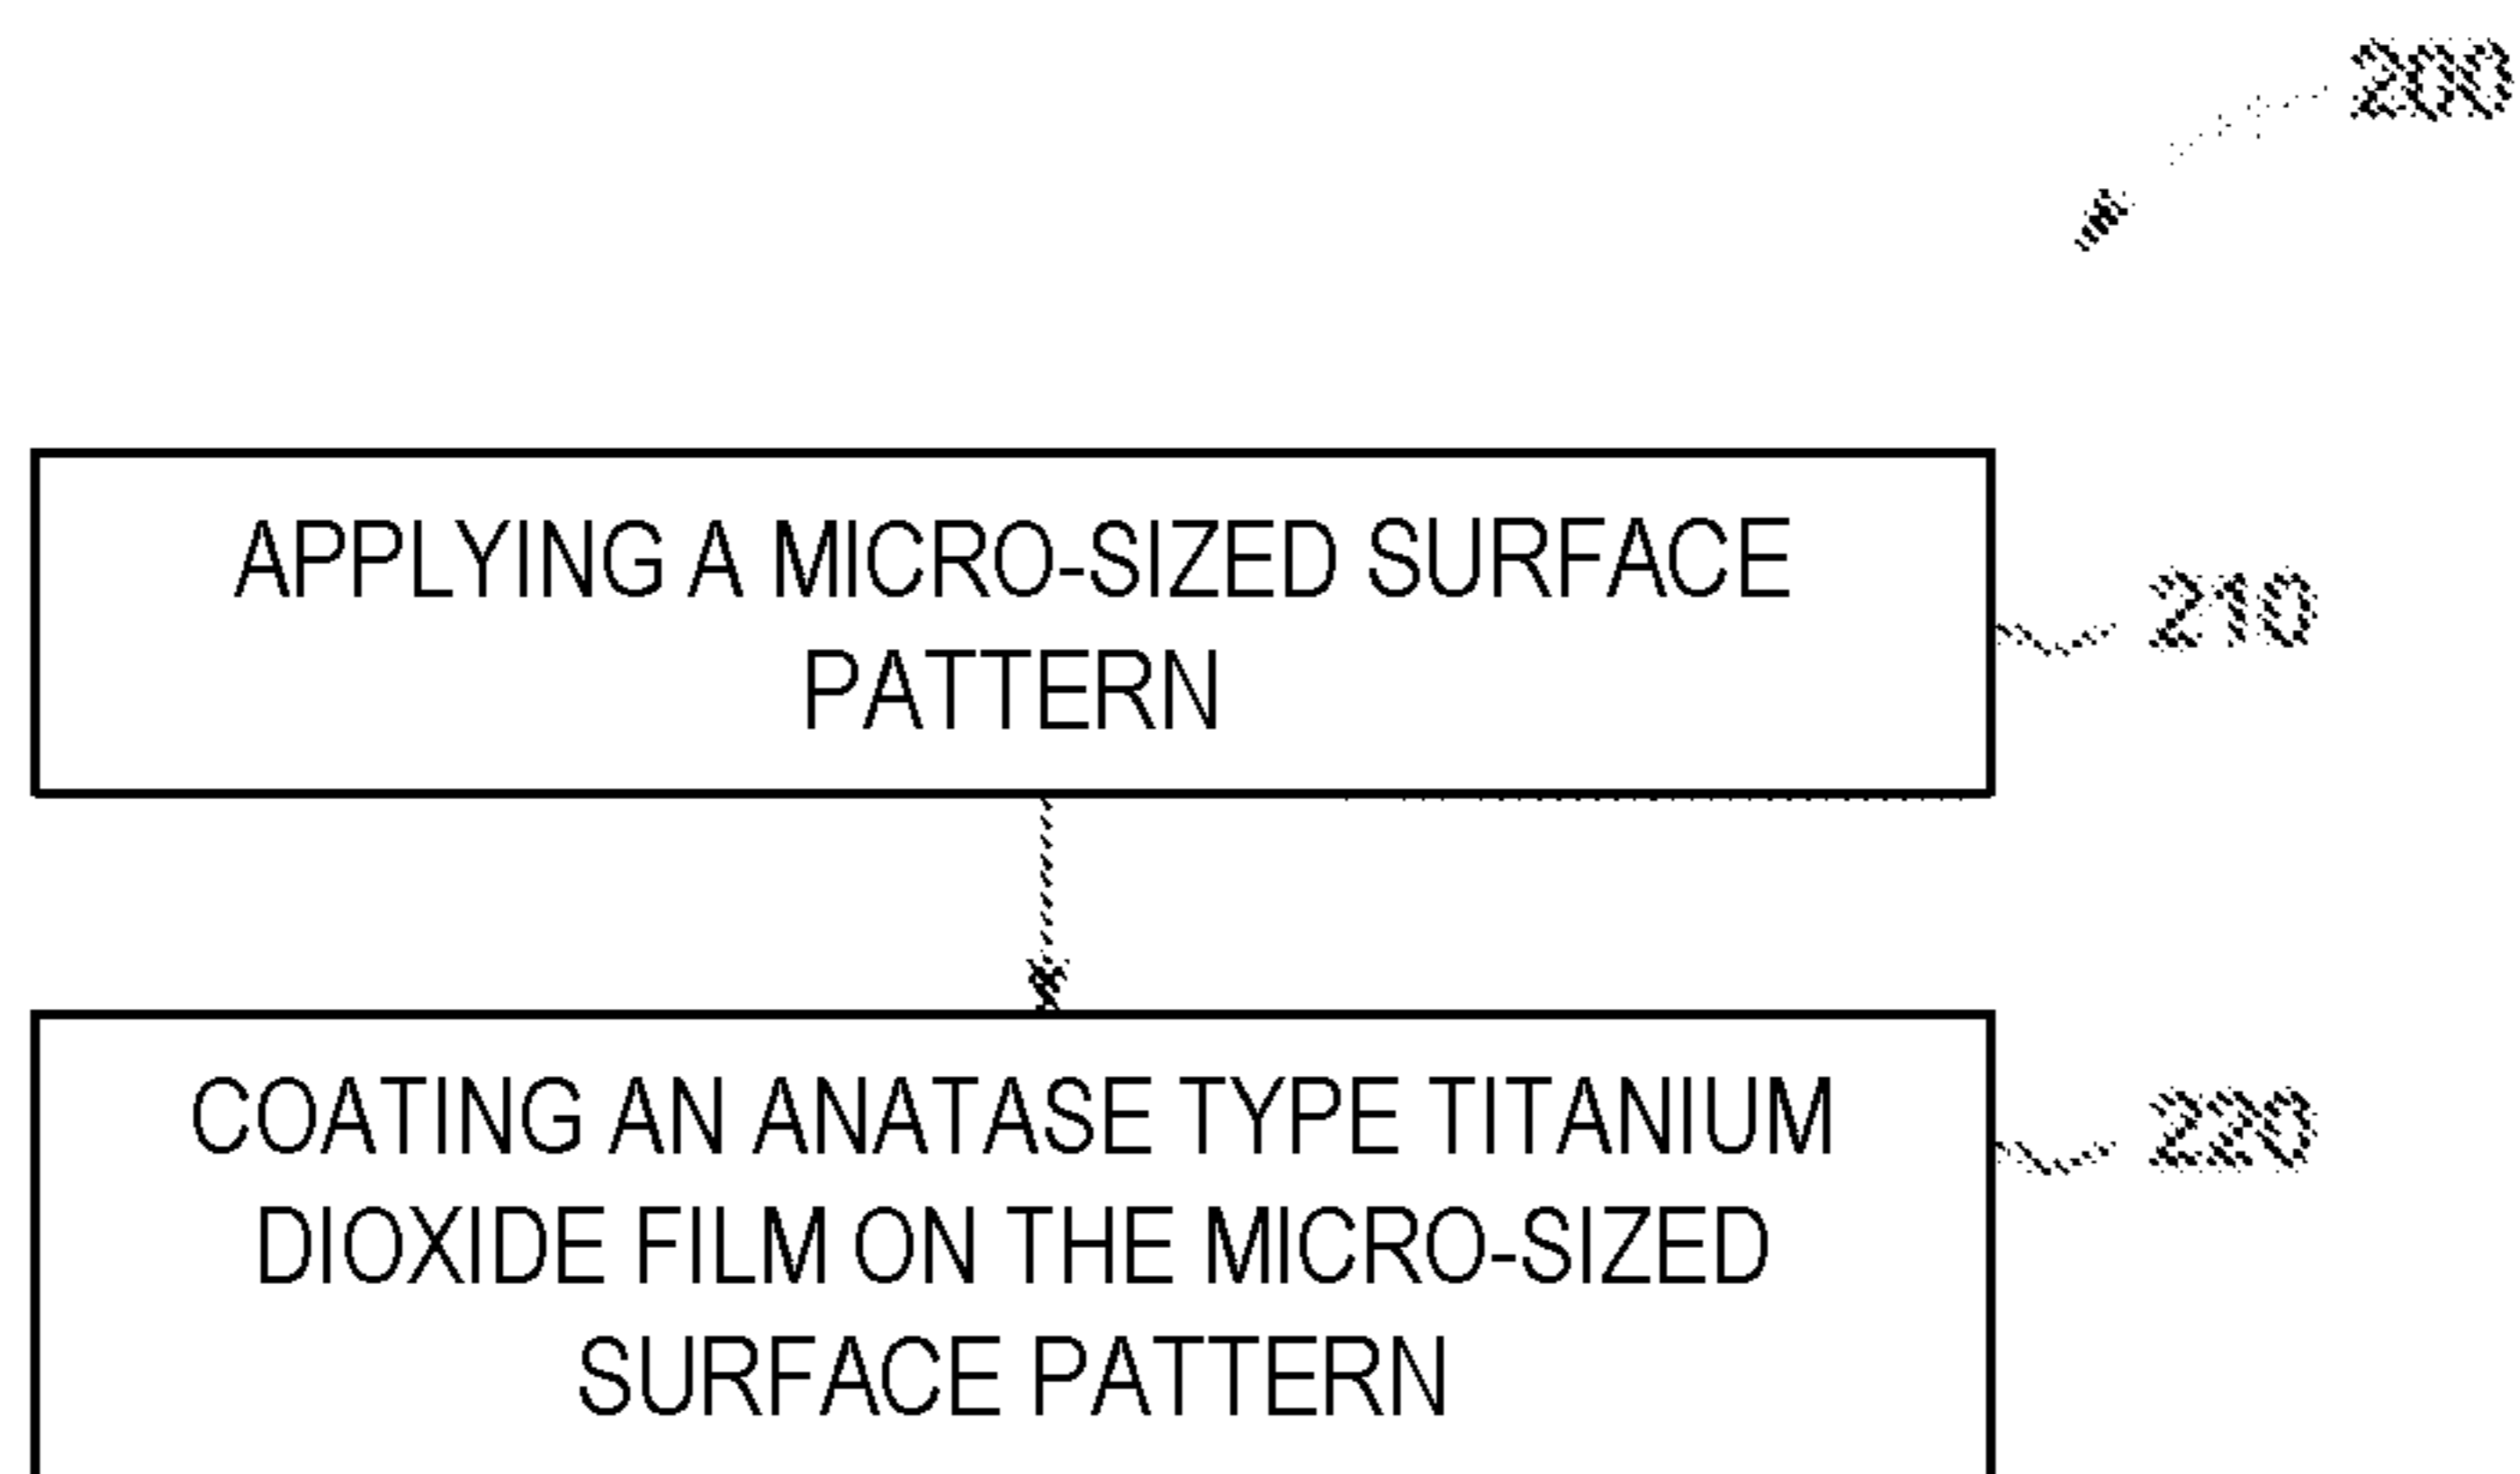 200
APPLYING A MICRO-SIZED SURFACE
PATTERN
210
COATING AN ANATASE TYPE TITANIUM
DIOXIDE FILM ON THE MICRO-SIZED
SURFACE PATTERN
220